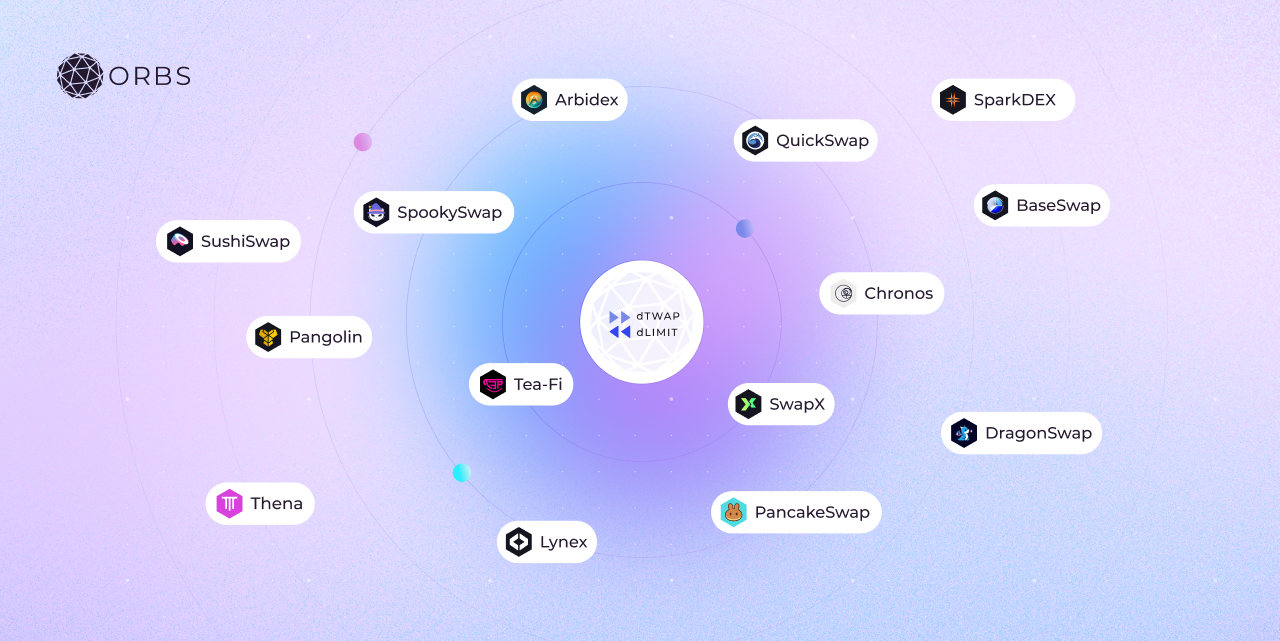 ORBS
Arbidex
SparkDEX
QuickSwap
SpookySwap
BaseSwap
SushiSwap
Chronos
dTWAP
dLIMIT
Pangolin
Tea-Fi
SwapX
DragonSwap
Thena
PancakeSwap
Lynex